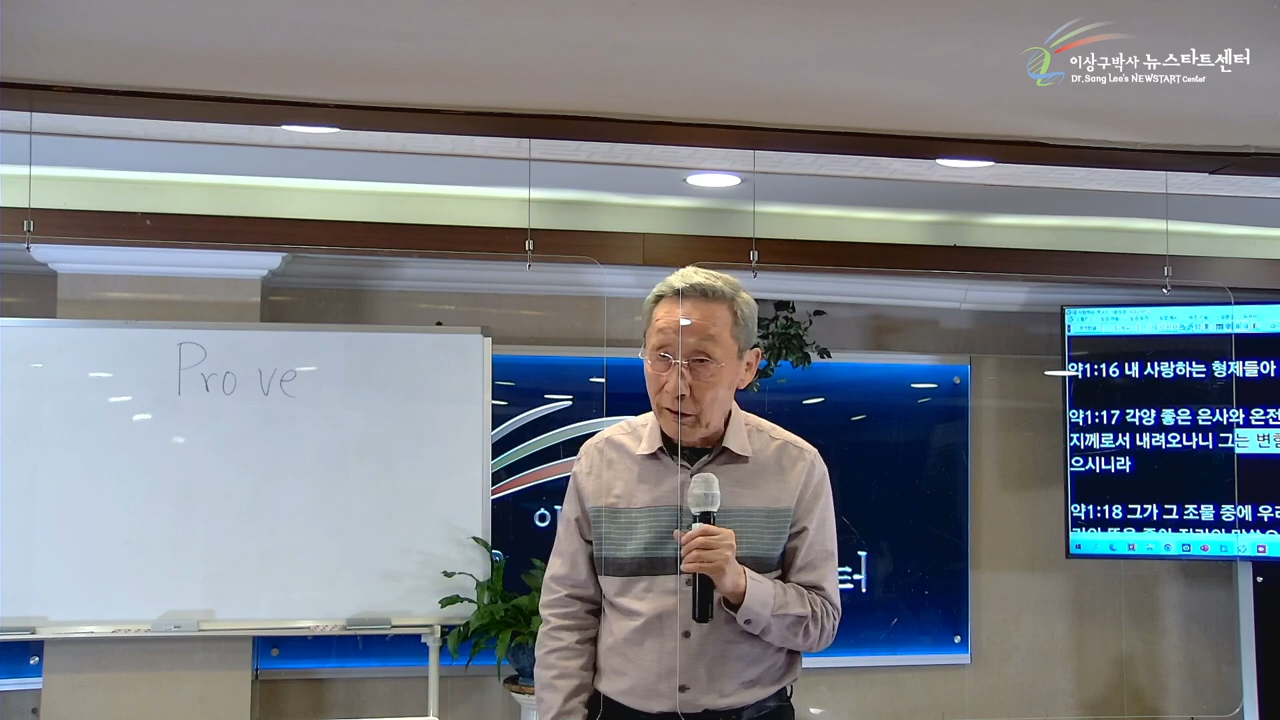 이상구박사 뉴스타트센터
Dr. Sang Lee's NEWSTART Center
Prove
약1:16 내 사랑하는 형제들아
약1:17 각양 좋은 은사와 온전
지께로서 내려오나니 그는 변함
으시니라
약1:18 그가 그 조물 중에 우리